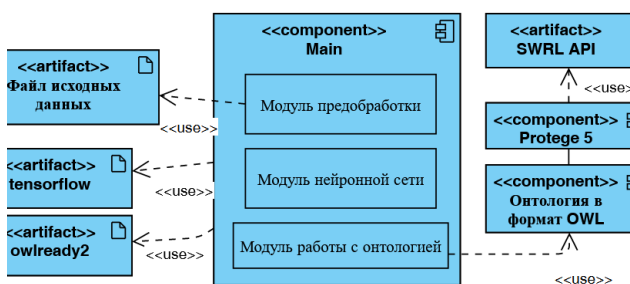 <<component>>
Main
<<artifact>>
Файл исходных
данных
<<use>>
Модуль предобработки
<<artifact>>
tensorflow
<<use>>
Модуль нейронной сети
<<artifact>>
owlready2
<<use>>
Модуль работы с онтологией
<<artifact>>
SWRL API
<<use>>
<<component>>
Protege 5
<<component>>
Онтология в
формат OWL
<<use>>